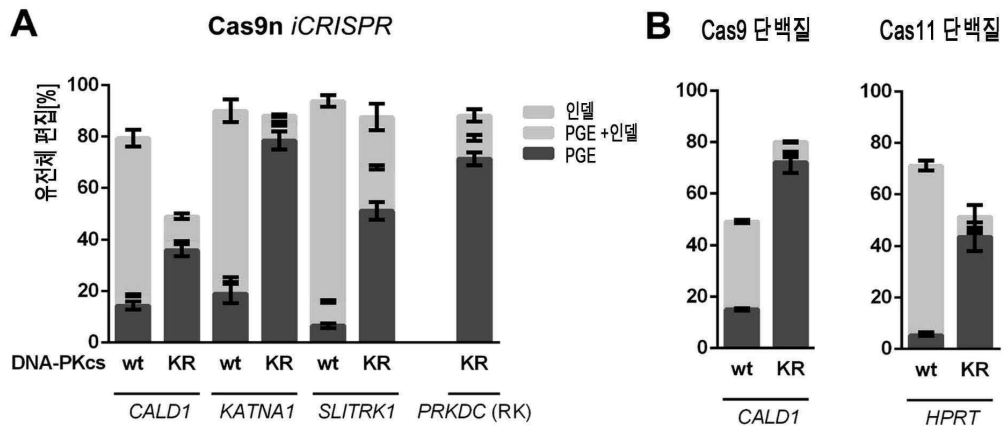 A
Cas9n iCRISPR
유전체 편집[%]
100
80
60
40
20
0
인델
PGE +인델
PGE
DNA-PKcs wt KR wt KR wt KR KR
CALD1 KATNA1 SLITRK1 PRKDC (RK)
B
Cas9 단백질
100
80
60
40
20
0
wt KR
CALD1
Cas11 단백질
100
80
60
40
20
0
wt KR
HPRT